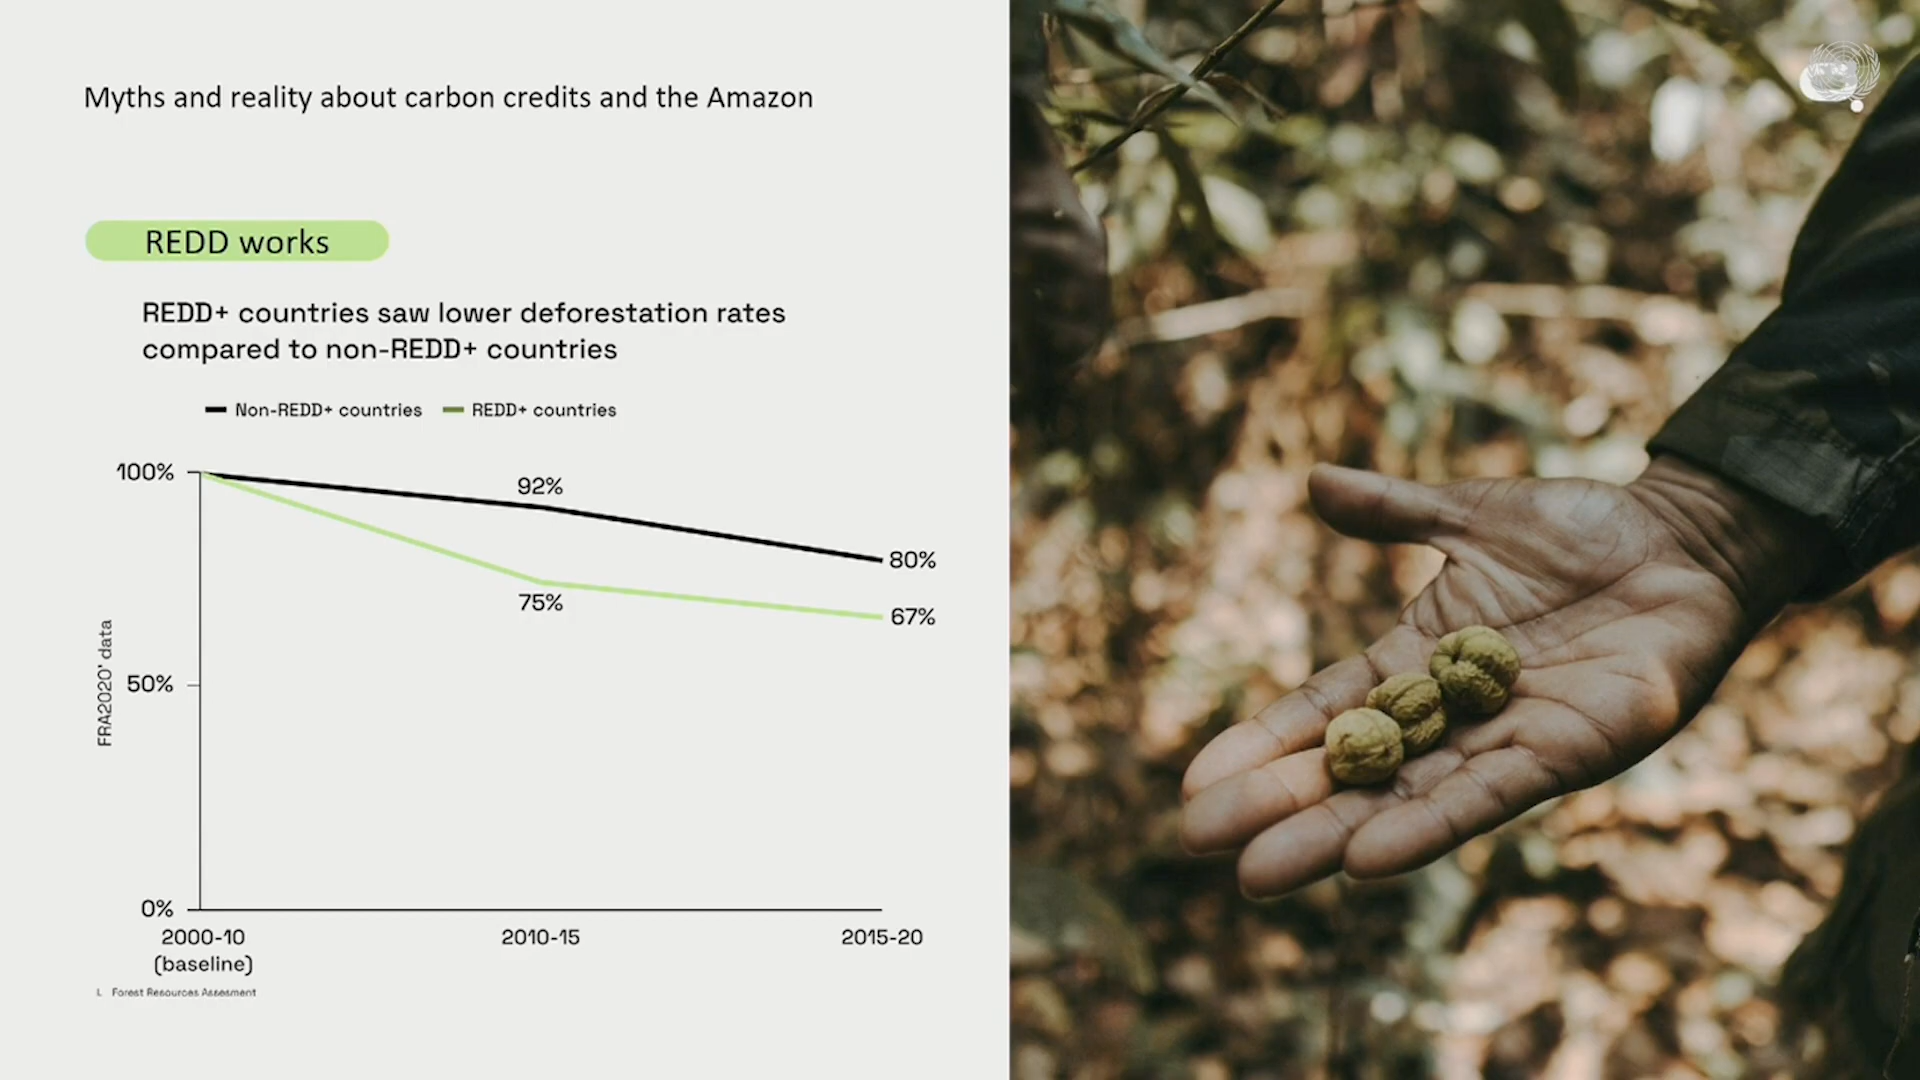 Myths and reality about carbon credits and the Amazon
REDD works
REDD+ countries saw lower deforestation rates
compared to non-REDD+ countries
Non-REDD+ countries REDD+ countries
100%
92%
80%
75%
67%
50%
FRA2020' data
0%
2000-10 2010-15 2015-20
(baseline)
1. Forest Resources Assesment